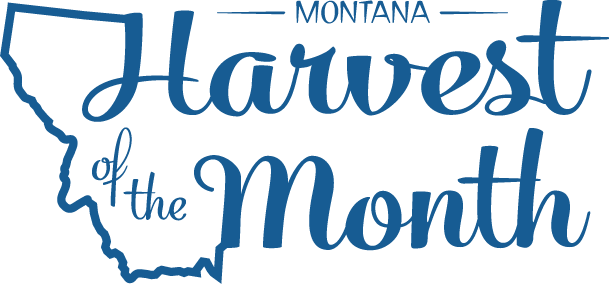 MONTANA
Harvest
of the Month